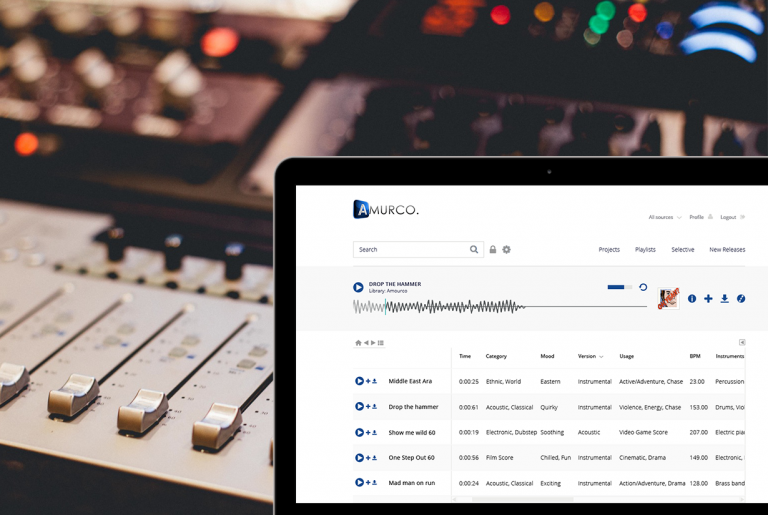 AMURCO.
All sources Profile Logout
Search Projects Playlists Selective New Releases
DROP THE HAMMER
Library: Amourco
Time Category Mood Version Usage BPM Instruments
Middle East Ara 0:00:25 Ethnic, World Eastern Instrumental Active/Adventure, Chase 23.00 Percussion
Drop the hammer 0:00:61 Acoustic, Classical Quirky Instrumental Violence, Energy, Chase 153.00 Drums, Viol
Show me wild 60 0:00:19 Electronic, Dubstep Soothing Acoustic Video Game Score 207.00 Electric pia
One Step Out 60 0:00:56 Film Score Chilled, Fun Instrumental Cinematic, Drama 149.00 Electronic,
Mad man on run 0:00:24 Acoustic, Classical Exciting Instrumental Action/Adventure, Drama 128.00 Brass band